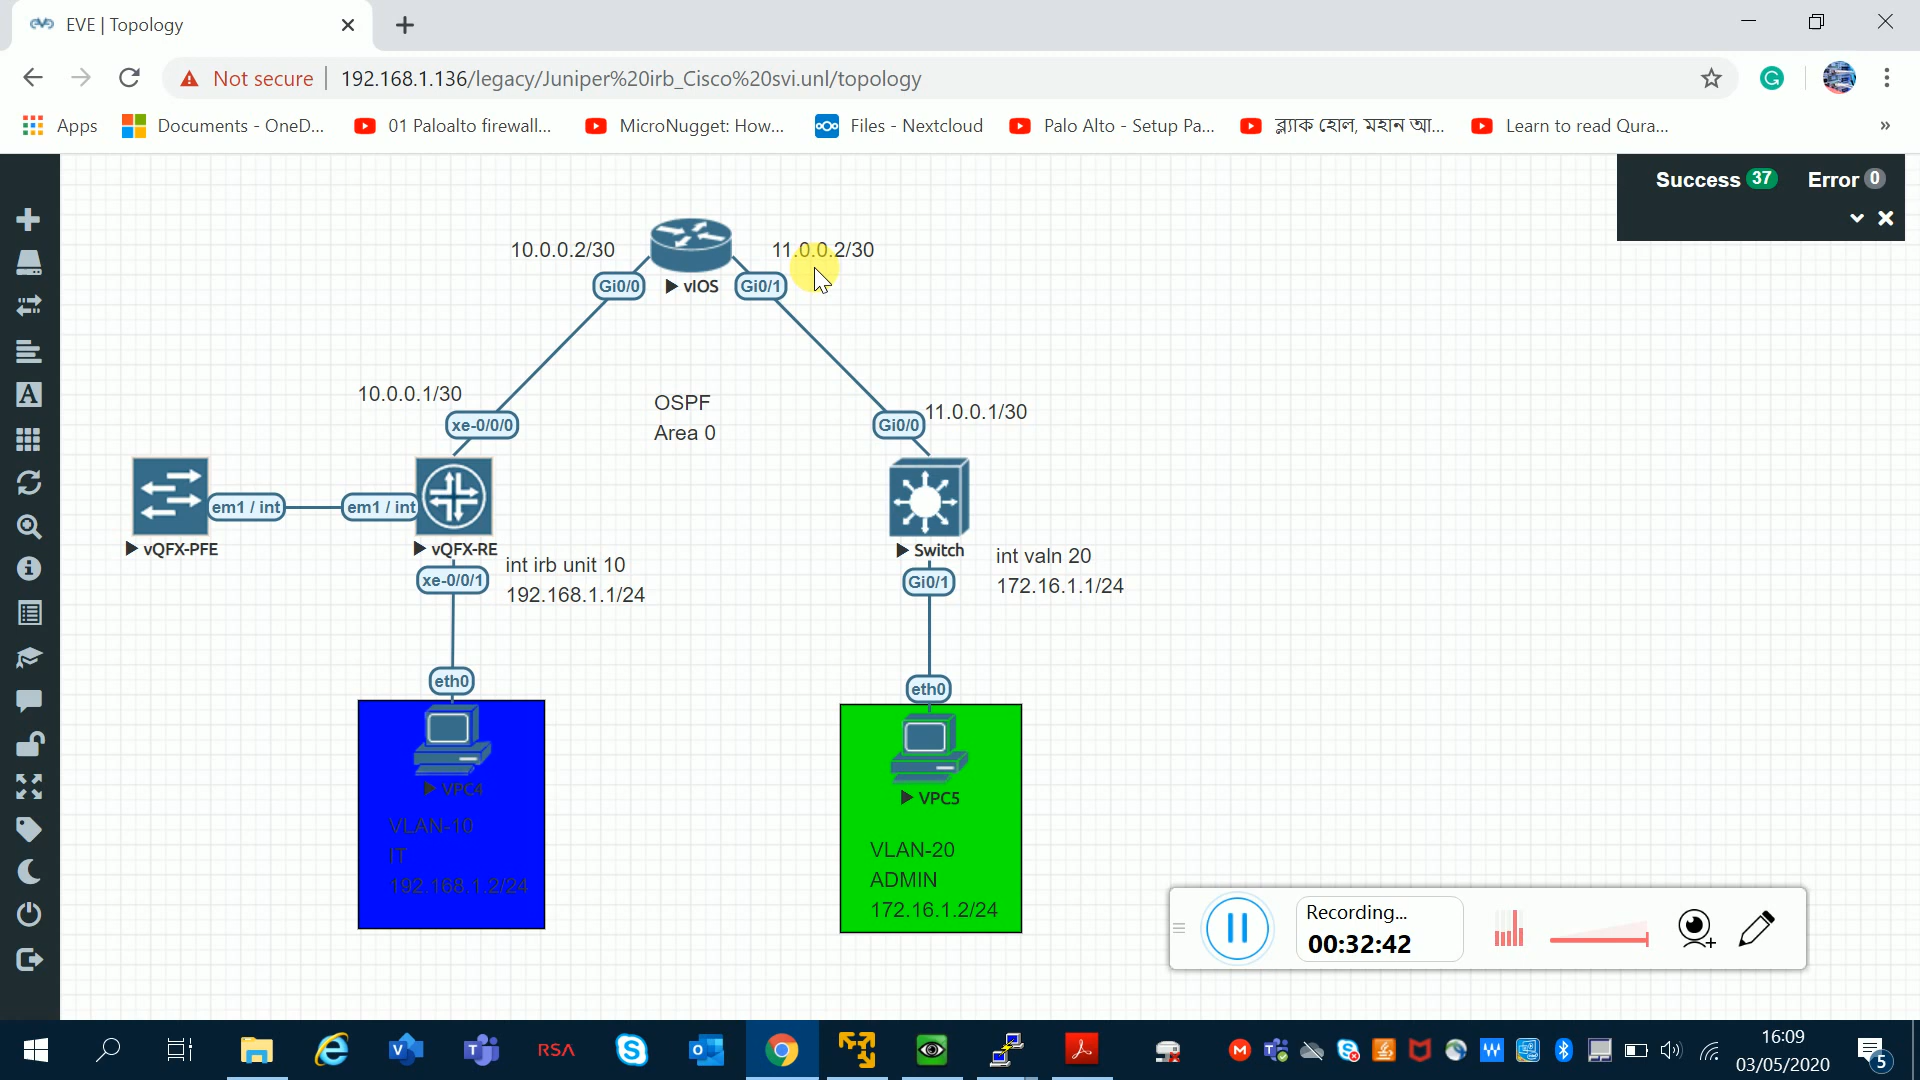 EVE | Topology
Not secure
192.168.1.136/legacy/Juniper%20irb_Cisco%20svi.unl/topology
Apps
Documents - OneD...
01 Paloalto firewall...
MicroNugget: How...
Files - Nextcloud
Palo Alto - Setup Pa...
ব্ল্যাক হোল, মহান আ...
Learn to read Qura...
»
Success 37
Error 0
10.0.0.2/30
11.0.0.2/30
Gi0/0
vIOS
Gi0/1
10.0.0.1/30
OSPF
Area 0
11.0.0.1/30
xe-0/0/0
Gi0/0
em1 / int
em1 / int
vQFX-PFE
vQFX-RE
Switch
int irb unit 10
192.168.1.1/24
int valn 20
172.16.1.1/24
xe-0/0/1
Gi0/1
eth0
eth0
VPC4
VLAN-10
IT
192.168.1.2/24
VPC5
VLAN-20
ADMIN
172.16.1.2/24
Recording...
00:32:42
RSA
16:09
03/05/2020
5